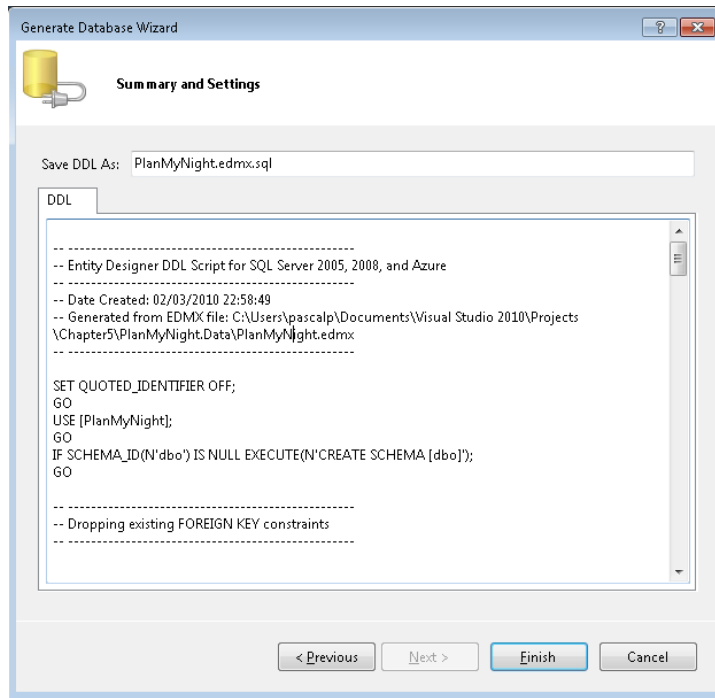 Generate Database Wizard
Summary and Settings
Save DDL As: PlanMyNight.edmx.sql
DDL
-- --------------------------------------------------
-- Entity Designer DDL Script for SQL Server 2005, 2008, and Azure
-- --------------------------------------------------
-- Date Created: 02/03/2010 22:58:49
-- Generated from EDMX file: C:\Users\pascalp\Documents\Visual Studio 2010\Projects
\Chapter5\PlanMyNight.Data\PlanMyNight.edmx
-- --------------------------------------------------
SET QUOTED_IDENTIFIER OFF;
GO
USE [PlanMyNight];
GO
IF SCHEMA_ID(N'dbo') IS NULL EXECUTE(N'CREATE SCHEMA [dbo]');
GO
-- --------------------------------------------------
-- Dropping existing FOREIGN KEY constraints
-- --------------------------------------------------
< Previous Next > Finish Cancel